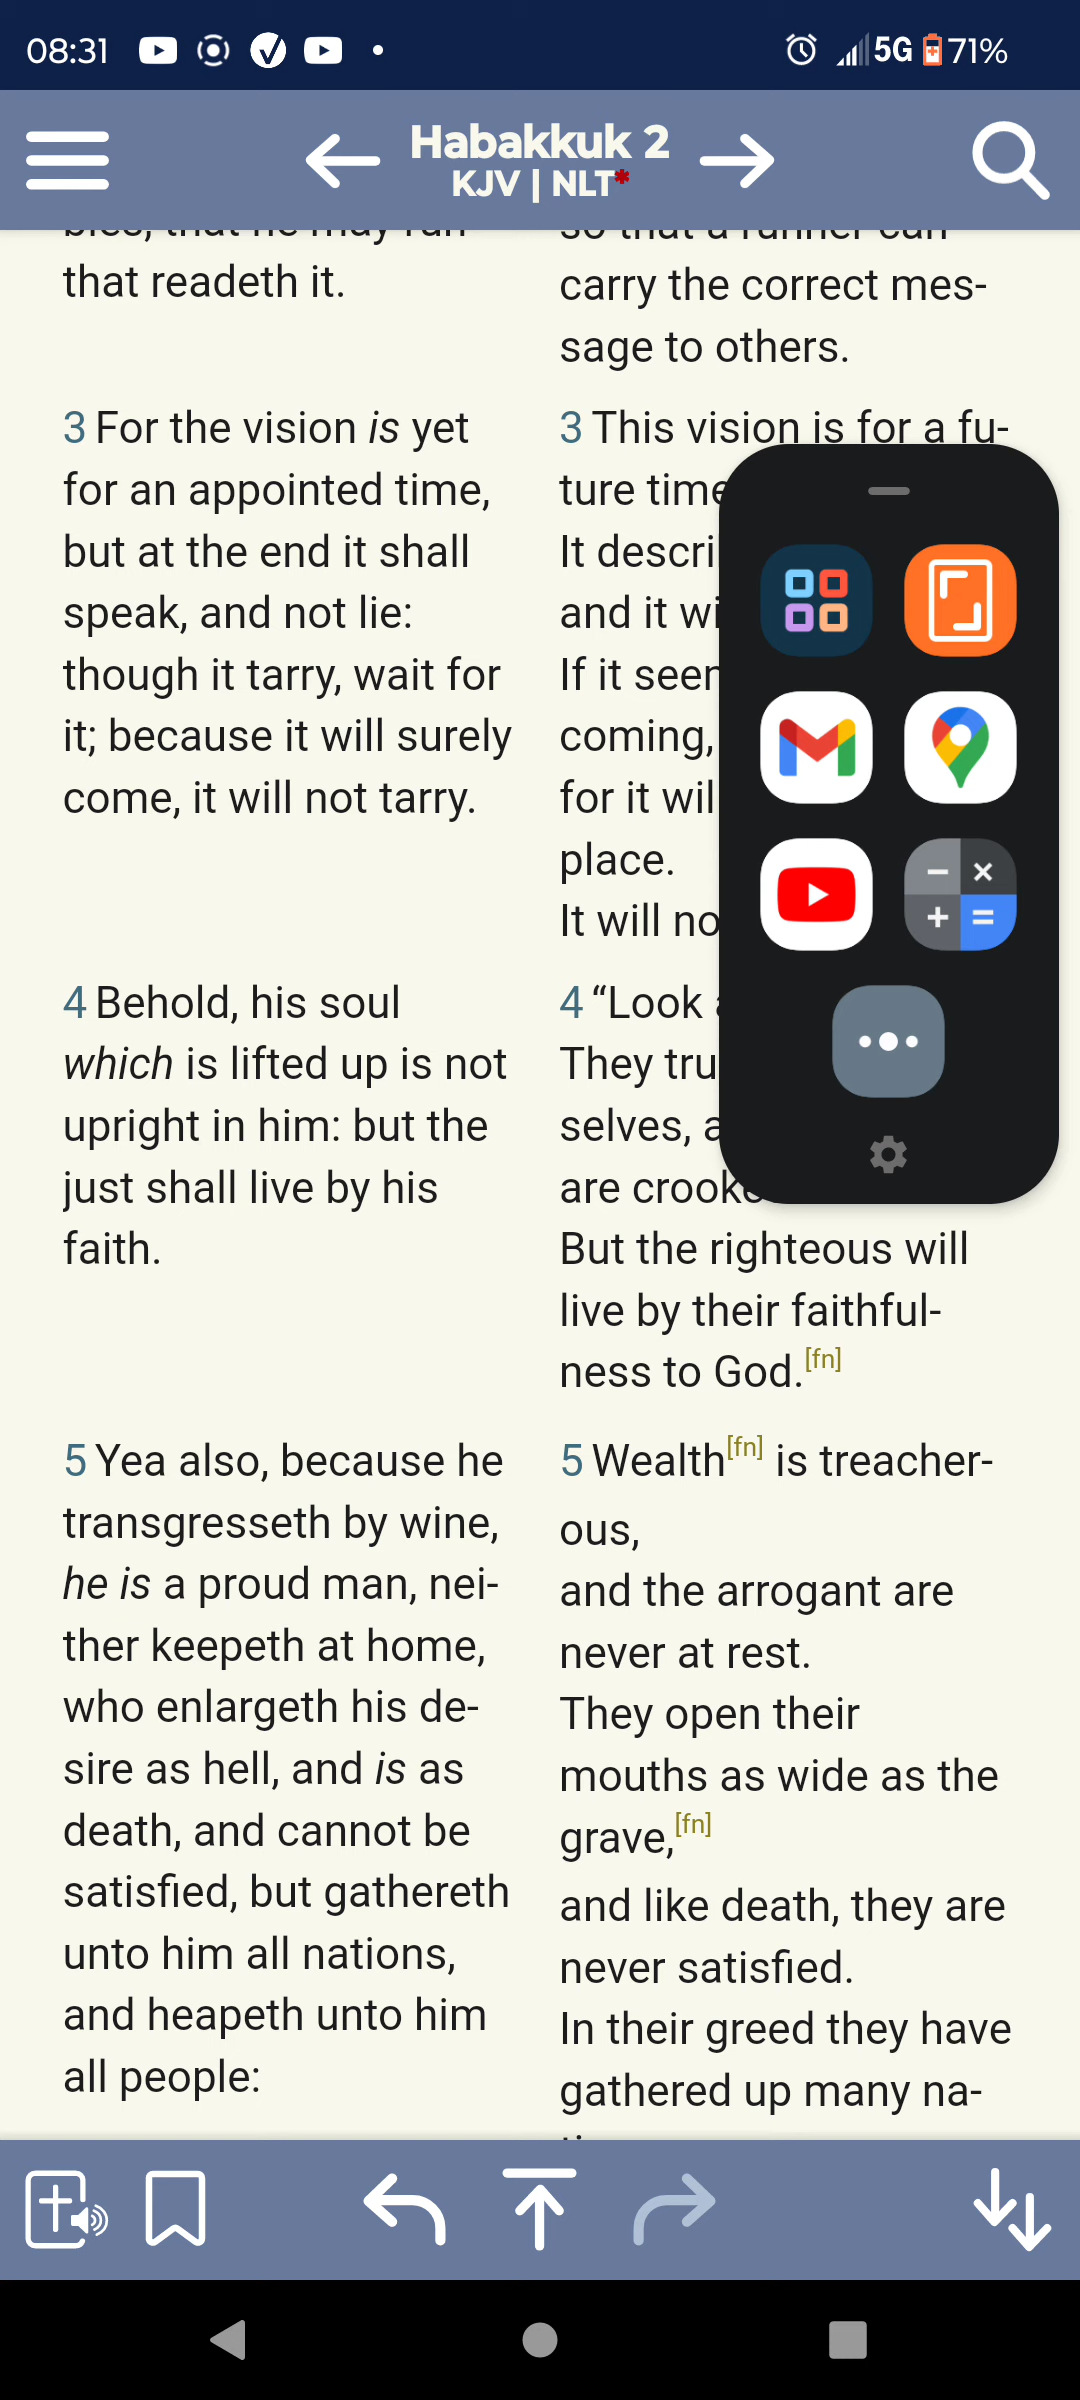 08:31
5G 71%
Habakkuk 2
KJV | NLT*
bles, that he may run
that readeth it.
3 For the vision is yet
for an appointed time,
but at the end it shall
speak, and not lie:
though it tarry, wait for
it; because it will surely
come, it will not tarry.
4 Behold, his soul
which is lifted up is not
upright in him: but the
just shall live by his
faith.
5 Yea also, because he
transgresseth by wine,
he is a proud man, nei-
ther keepeth at home,
who enlargeth his de-
sire as hell, and is as
death, and cannot be
satisfied, but gathereth
unto him all nations,
and heapeth unto him
all people:
so that a runner can
carry the correct mes-
sage to others.
3 This vision is for a fu-
ture time
It descri
and it wi
If it seem
coming,
for it wil
place.
It will no
4 “Look
They tru
selves, a
are crooke
But the righteous will
live by their faithful-
ness to God.[fn]
5 Wealth[fn] is treacher-
ous,
and the arrogant are
never at rest.
They open their
mouths as wide as the
grave,[fn]
and like death, they are
never satisfied.
In their greed they have
gathered up many na-